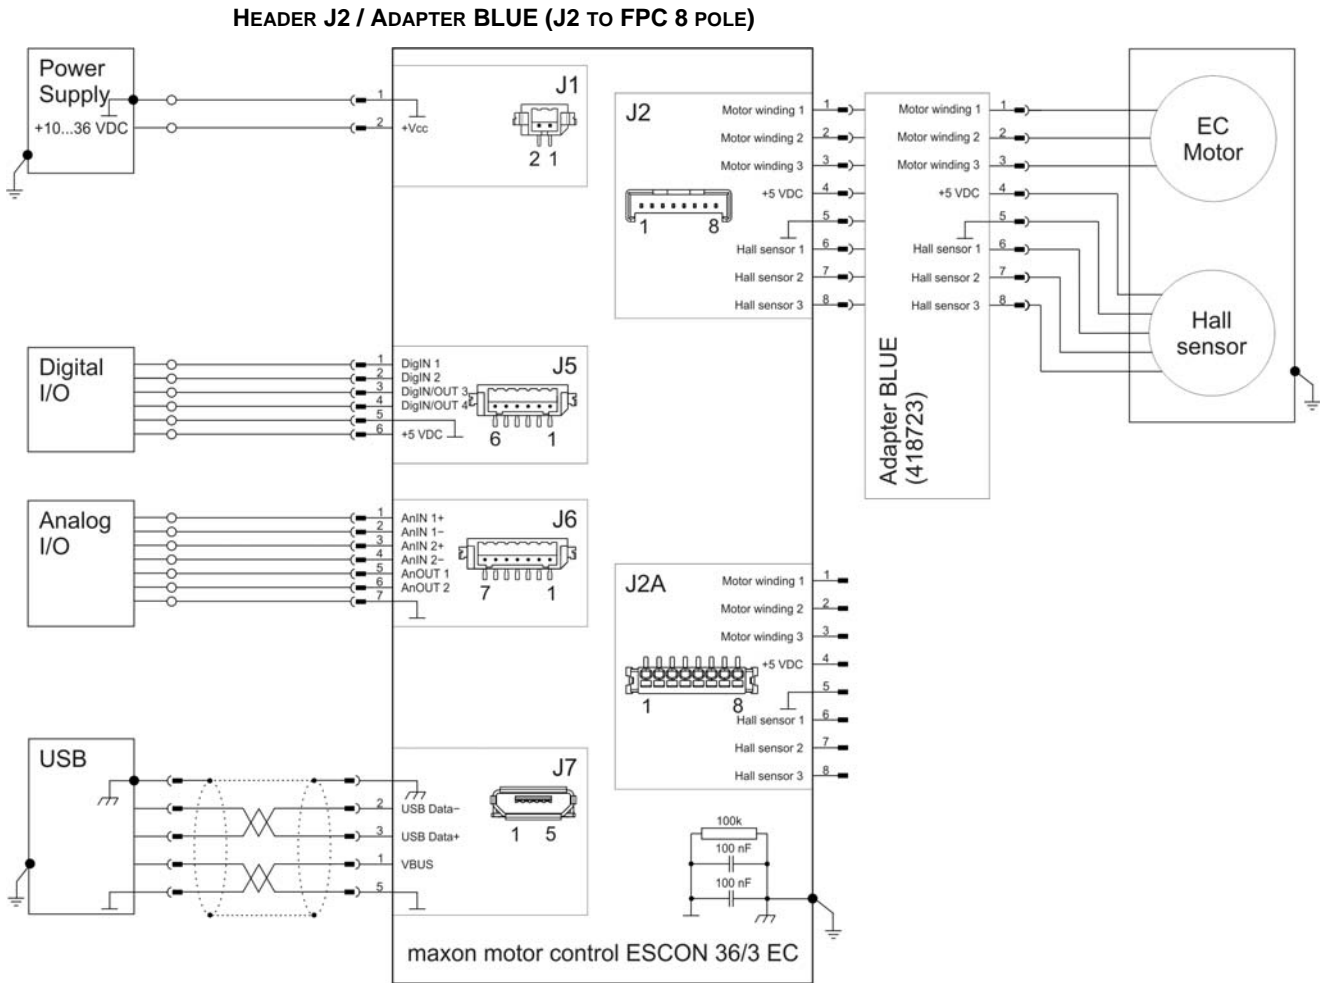 HEADER J2 / ADAPTER BLUE (J2 TO FPC 8 POLE)
Power
Supply
+10...36 VDC
1
2
+Vcc
J1
2 1
J2
1 8
Motor winding 1
Motor winding 2
Motor winding 3
+5 VDC
Hall sensor 1
Hall sensor 2
Hall sensor 3
1
2
3
4
5
6
7
8
Motor winding 1
Motor winding 2
Motor winding 3
+5 VDC
Hall sensor 1
Hall sensor 2
Hall sensor 3
1
2
3
4
5
6
7
8
Adapter BLUE
(418723)
EC
Motor
Hall
sensor
Digital
I/O
1
2
3
4
5
6
DigIN 1
DigIN 2
DigIN/OUT 3
DigIN/OUT 4
+5 VDC
J5
6 1
Analog
I/O
1
2
3
4
5
6
7
AnIN 1+
AnIN 1−
AnIN 2+
AnIN 2−
AnOUT 1
AnOUT 2
J6
7 1
J2A
1 8
Motor winding 1
Motor winding 2
Motor winding 3
+5 VDC
Hall sensor 1
Hall sensor 2
Hall sensor 3
1
2
3
4
5
6
7
8
USB
2
3
1
5
USB Data−
USB Data+
VBUS
J7
1 5
100k
100 nF
100 nF
maxon motor control ESCON 36/3 EC